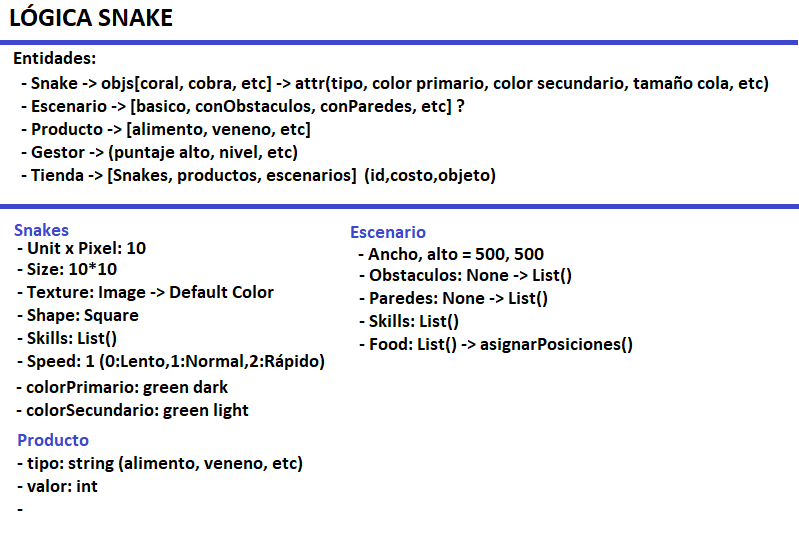 LÓGICA SNAKE
Entidades:
- Snake -> objs[coral, cobra, etc] -> attr(tipo, color primario, color secundario, tamaño cola, etc)
- Escenario -> [basico, conObstaculos, conParedes, etc] ?
- Producto -> [alimento, veneno, etc]
- Gestor -> (puntaje alto, nivel, etc)
- Tienda -> [Snakes, productos, escenarios] (id,costo,objeto)
Snakes
- Unit x Pixel: 10
- Size: 10*10
- Texture: Image -> Default Color
- Shape: Square
- Skills: List()
- Speed: 1 (0:Lento,1:Normal,2:Rápido)
- colorPrimario: green dark
- colorSecundario: green light
Producto
- tipo: string (alimento, veneno, etc)
- valor: int
-
Escenario
- Ancho, alto = 500, 500
- Obstaculos: None -> List()
- Paredes: None -> List()
- Skills: List()
- Food: List() -> asignarPosiciones()